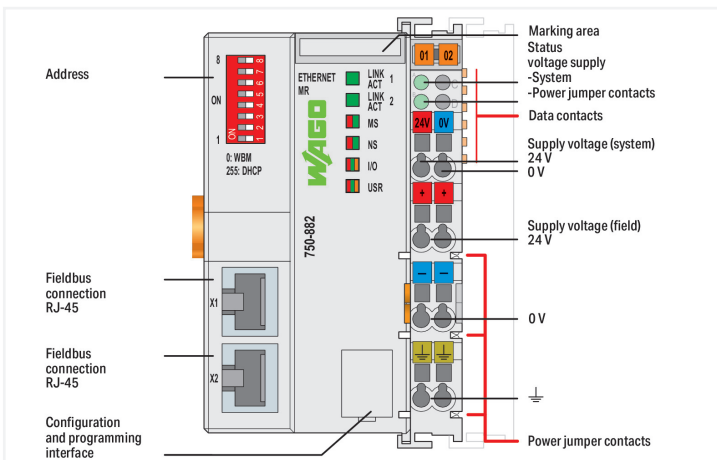 Address
Fieldbus
connection
RJ-45
Fieldbus
connection
RJ-45
Configuration
and programming
interface
8
ON
1
8
7
6
5
4
3
2
1
ON
0: WBM
255: DHCP
ETHERNET
MR
LINK
ACT 1
LINK
ACT 2
MS
NS
I/O
USR
WAGO
750-882
X1
X2
01 02
24V 0V
+ +
— —
Marking area
Status
voltage supply
-System
-Power jumper contacts
Data contacts
Supply voltage (system)
24 V
0 V
Supply voltage (field)
24 V
0 V
Power jumper contacts